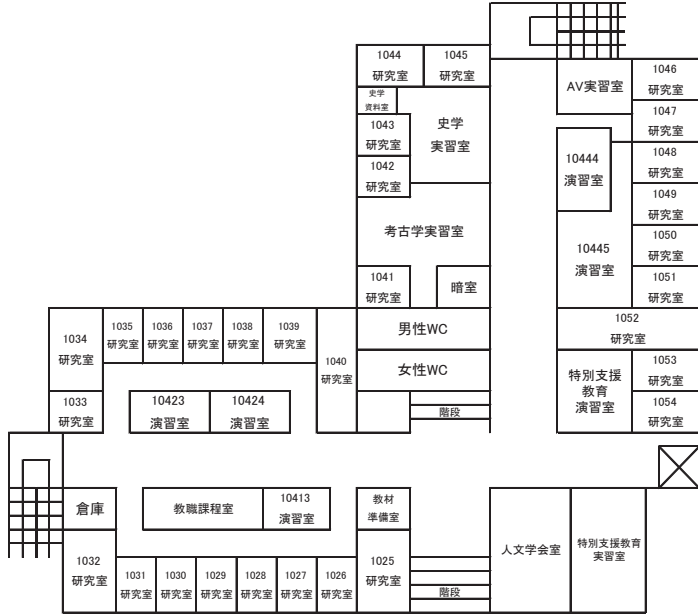 1044
研究室
1045
研究室
史学
資料室
1043
研究室
史学
実習室
1042
研究室
考古学実習室
1041
研究室
暗室
AV実習室
1046
研究室
1047
研究室
10444
演習室
1048
研究室
1049
研究室
10445
演習室
1050
研究室
1051
研究室
1052
研究室
特別支援
教育
演習室
1053
研究室
1054
研究室
1034
研究室
1035
研究室
1036
研究室
1037
研究室
1038
研究室
1039
研究室
1040
研究室
男性WC
女性WC
階段
1033
研究室
10423
演習室
10424
演習室
倉庫
教職課程室
10413
演習室
教材
準備室
1032
研究室
1031
研究室
1030
研究室
1029
研究室
1028
研究室
1027
研究室
1026
研究室
1025
研究室
階段
人文学会室
特別支援教育
実習室